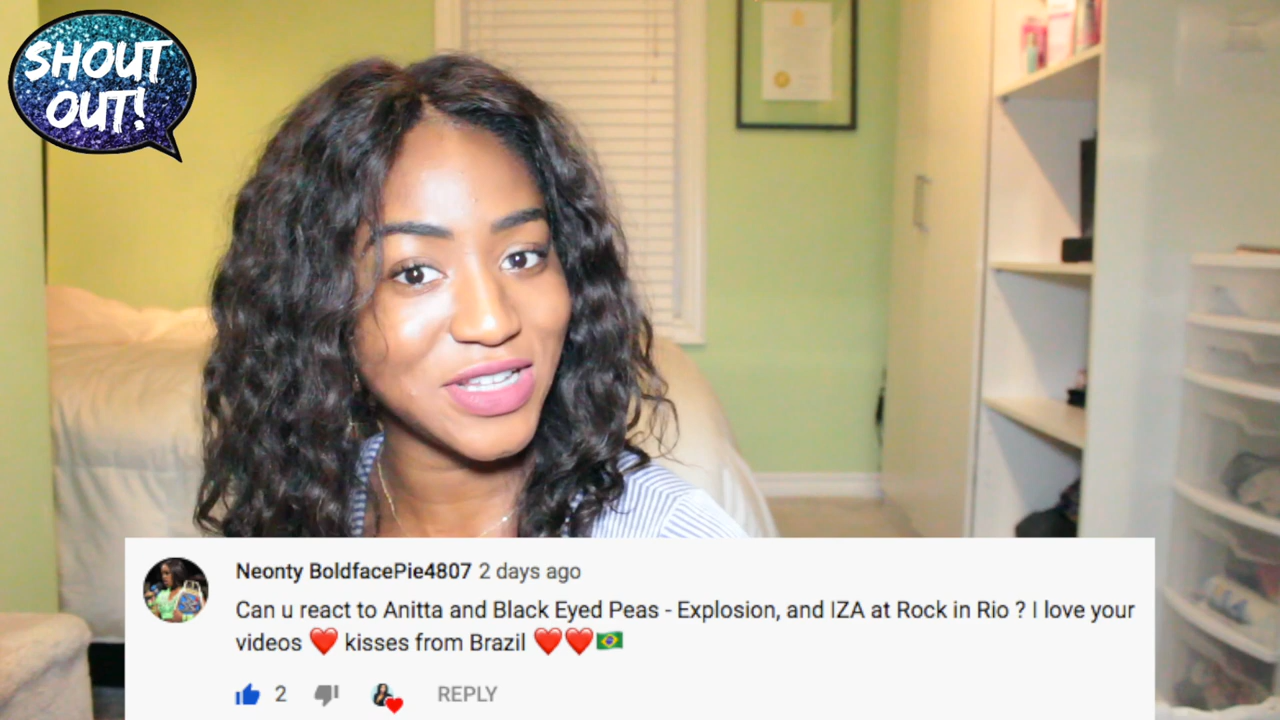 SHOUT
OUT!
Neonty BoldfacePie4807 2 days ago
Can u react to Anitta and Black Eyed Peas - Explosion, and IZA at Rock in Rio ? I love your
videos ❤️ kisses from Brazil ❤️❤️🇧🇷
2
REPLY